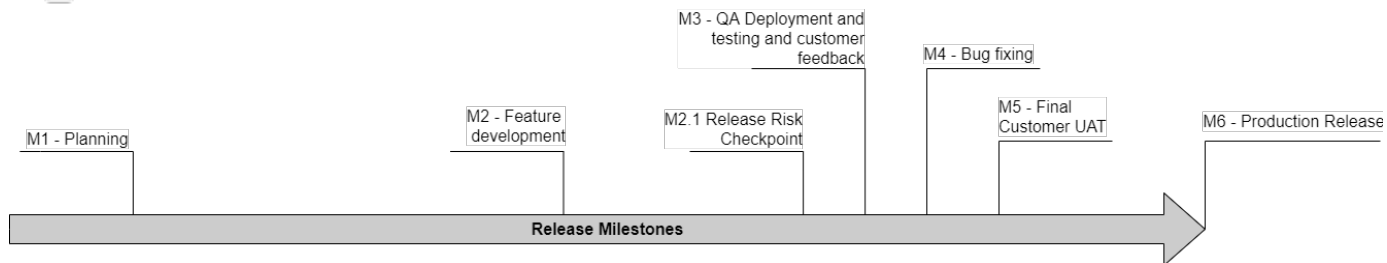 M1 - Planning
M2 - Feature
development
M2.1 Release Risk
Checkpoint
M3 - QA Deployment and
testing and customer
feedback
M4 - Bug fixing
M5 - Final
Customer UAT
M6 - Production Release
Release Milestones